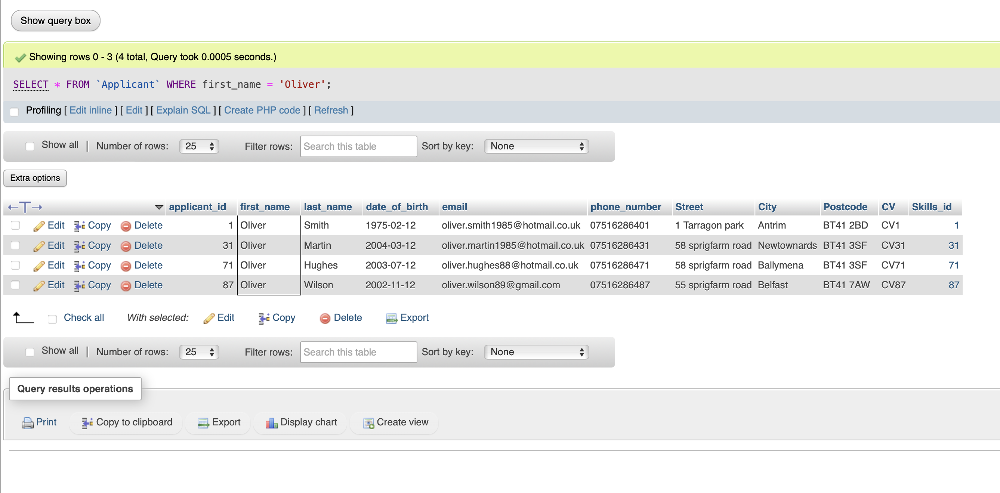 Show query box
Showing rows 0 - 3 (4 total, Query took 0.0005 seconds.)
SELECT * FROM `Applicant` WHERE first_name = 'Oliver';
Profiling [ Edit inline ] [ Edit ] [ Explain SQL ] [ Create PHP code ] [ Refresh ]
Show all | Number of rows: 25 Filter rows: Search this table Sort by key: None
Extra options
←T→ applicant_id first_name last_name date_of_birth email phone_number Street City Postcode CV Skills_id
Edit Copy Delete 1 Oliver Smith 1975-02-12 oliver.smith1985@hotmail.co.uk 07516286401 1 Tarragon park Antrim BT41 2BD CV1 1
Edit Copy Delete 31 Oliver Martin 2004-03-12 oliver.martin1985@hotmail.co.uk 07516286431 58 sprigfarm road Newtownards BT41 3SF CV31 31
Edit Copy Delete 71 Oliver Hughes 2003-07-12 oliver.hughes88@hotmail.co.uk 07516286471 58 sprigfarm road Ballymena BT41 3SF CV71 71
Edit Copy Delete 87 Oliver Wilson 2002-11-12 oliver.wilson89@gmail.com 07516286487 55 sprigfarm road Belfast BT41 7AW CV87 87
Check all With selected: Edit Copy Delete Export
Show all | Number of rows: 25 Filter rows: Search this table Sort by key: None
Query results operations
Print Copy to clipboard Export Display chart Create view